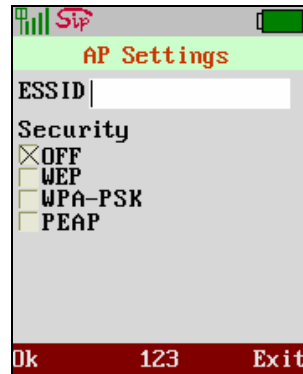 Sip
AP Settings
ESSID
Security
OFF
WEP
WPA-PSK
PEAP
Ok 123 Exit